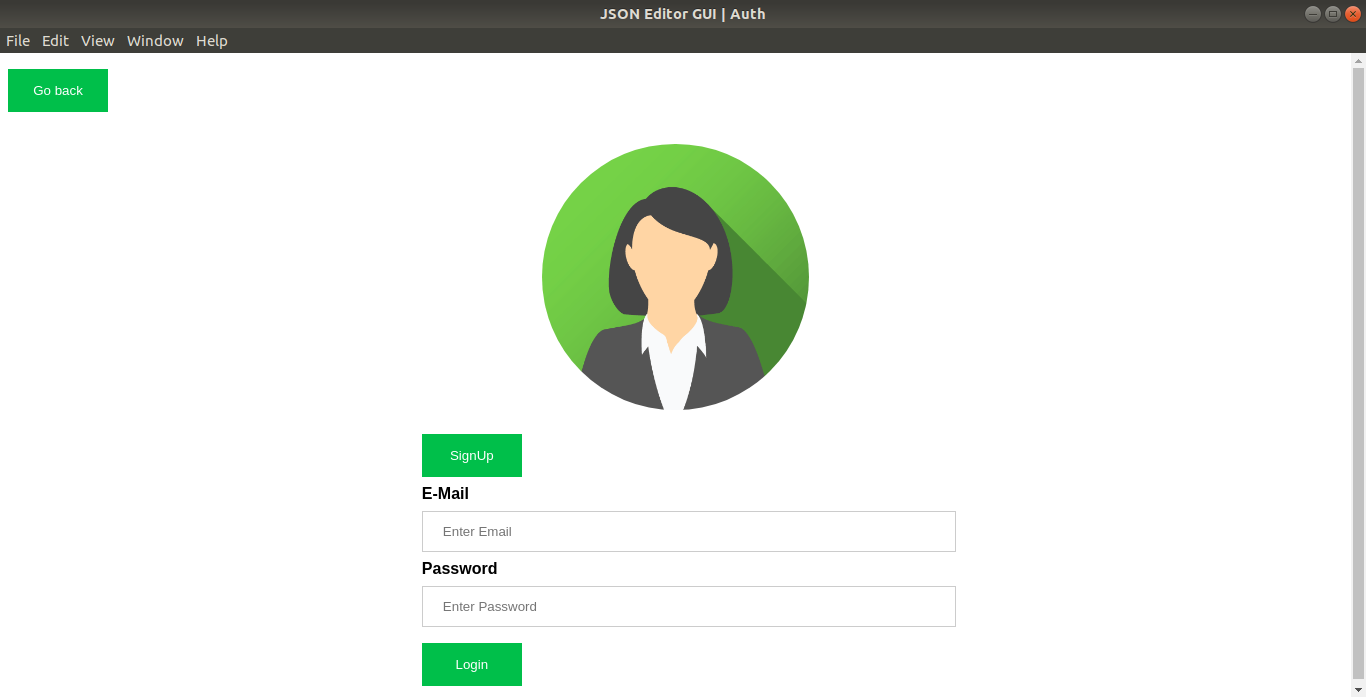 JSON Editor GUI | Auth
File Edit View Window Help
Go back
SignUp
E-Mail
Enter Email
Password
Enter Password
Login